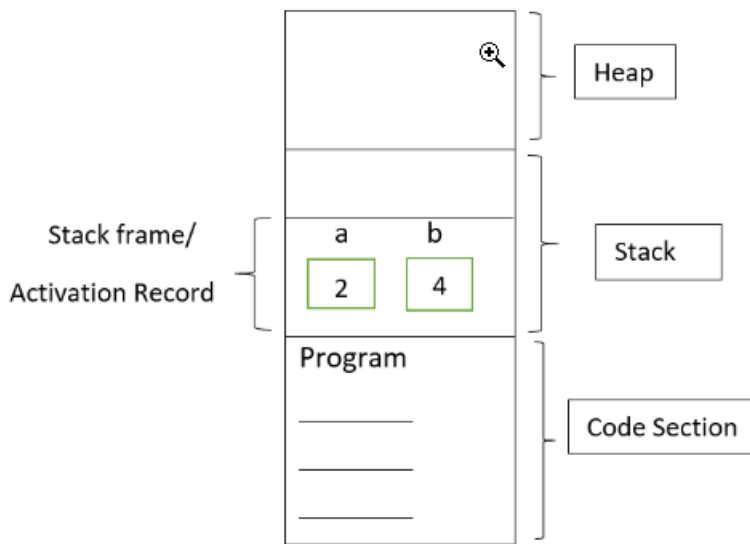 Heap
Stack frame/
Activation Record
a b
2 4
Stack
Program
Code Section